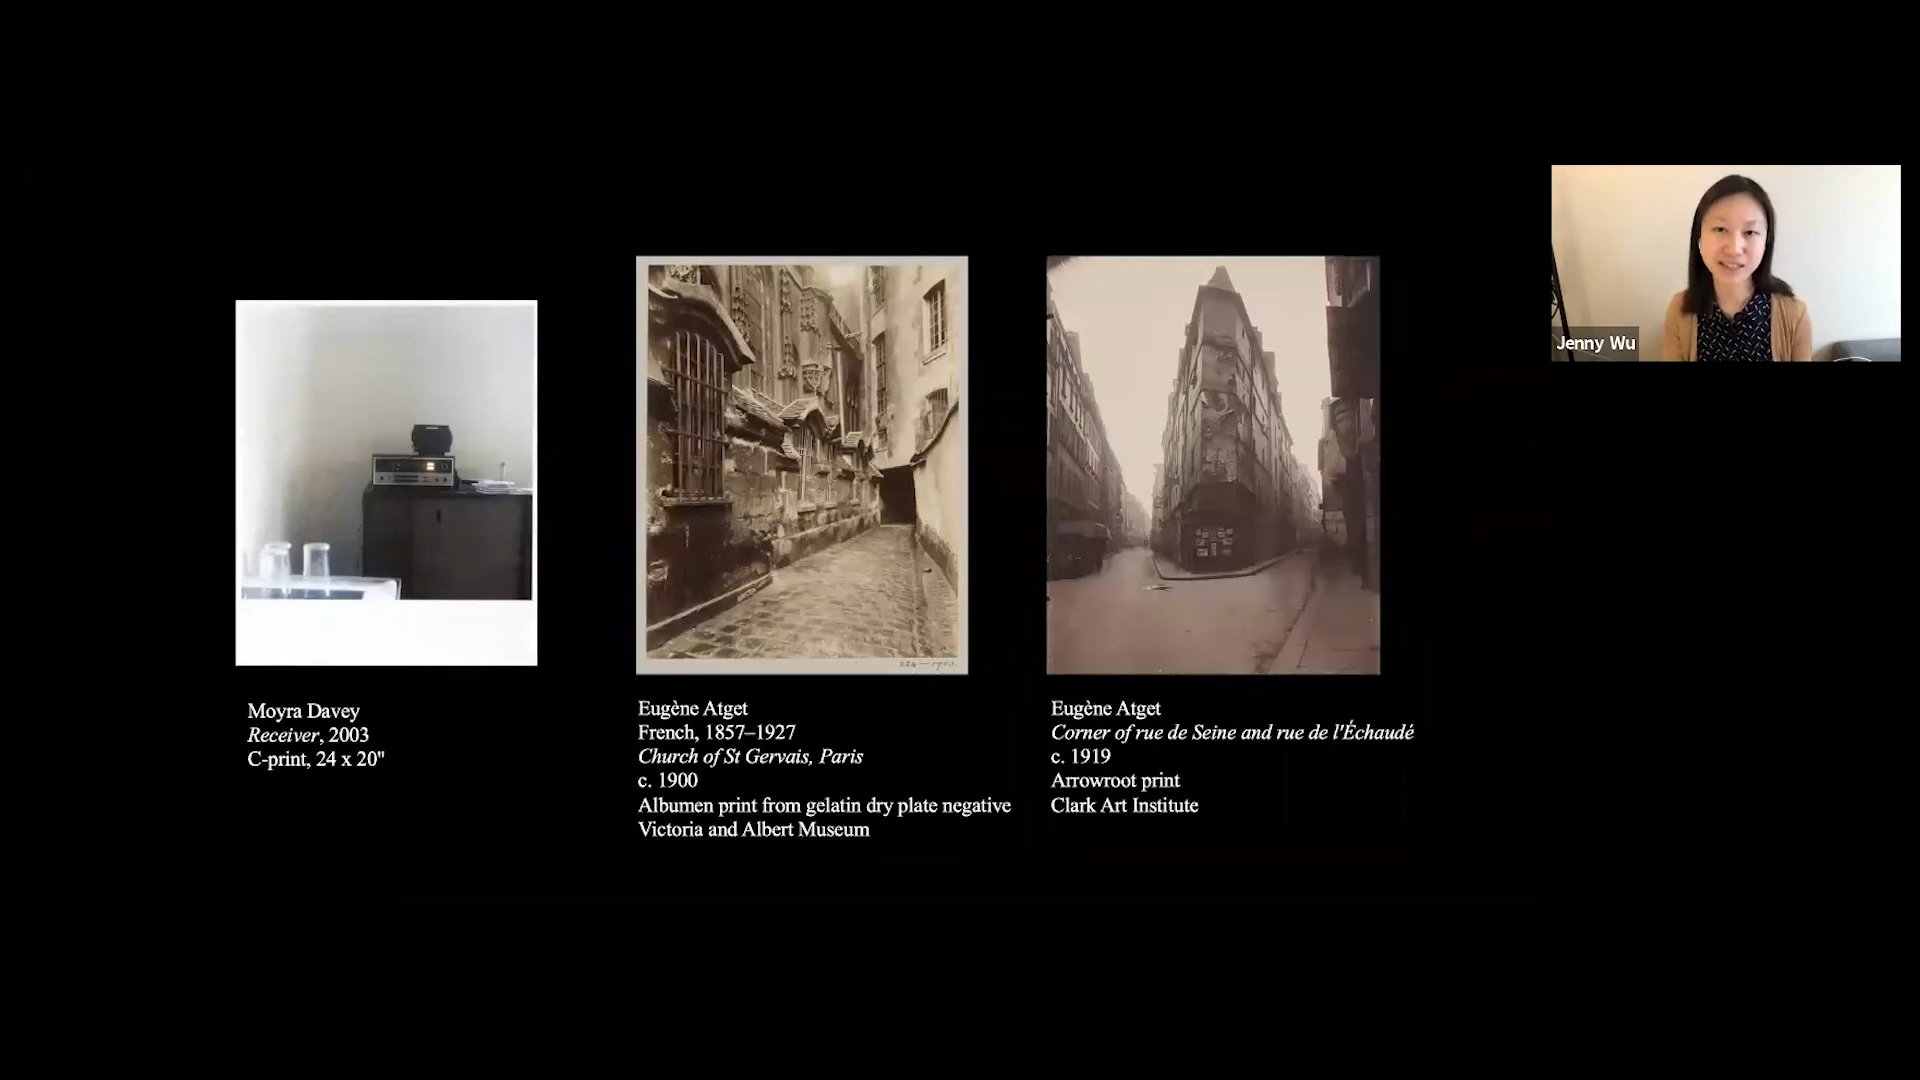 Jenny Wu
Moyra Davey
Receiver, 2003
C-print, 24 x 20"
Eugène Atget
French, 1857–1927
Church of St Gervais, Paris
c. 1900
Albumen print from gelatin dry plate negative
Victoria and Albert Museum
Eugène Atget
Corner of rue de Seine and rue de l'Échaudé
c. 1919
Arrowroot print
Clark Art Institute